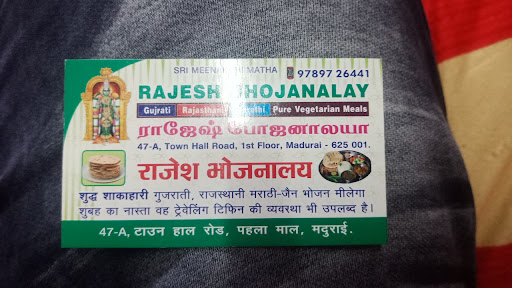 SRI MEENAKSHI MATHA
97897 26441
RAJESH BHOJANALAY
Gujrati Rajasthani Marathi Pure Vegetarian Meals
ராஜேஷ் போஜனாலயா
47-A, Town Hall Road, 1st Floor, Madurai - 625 001.
राजेश भोजनालय
शुद्ध शाकाहारी गुजराती, राजस्थानी मराठी-जैन भोजन मीलेगा
शुबह का नास्ता वह ट्रेवेलिंग टिफिन की व्यवस्था भी उपलब्द है।
47-A, टाउन हाल रोड, पहला माल, मदुराई.